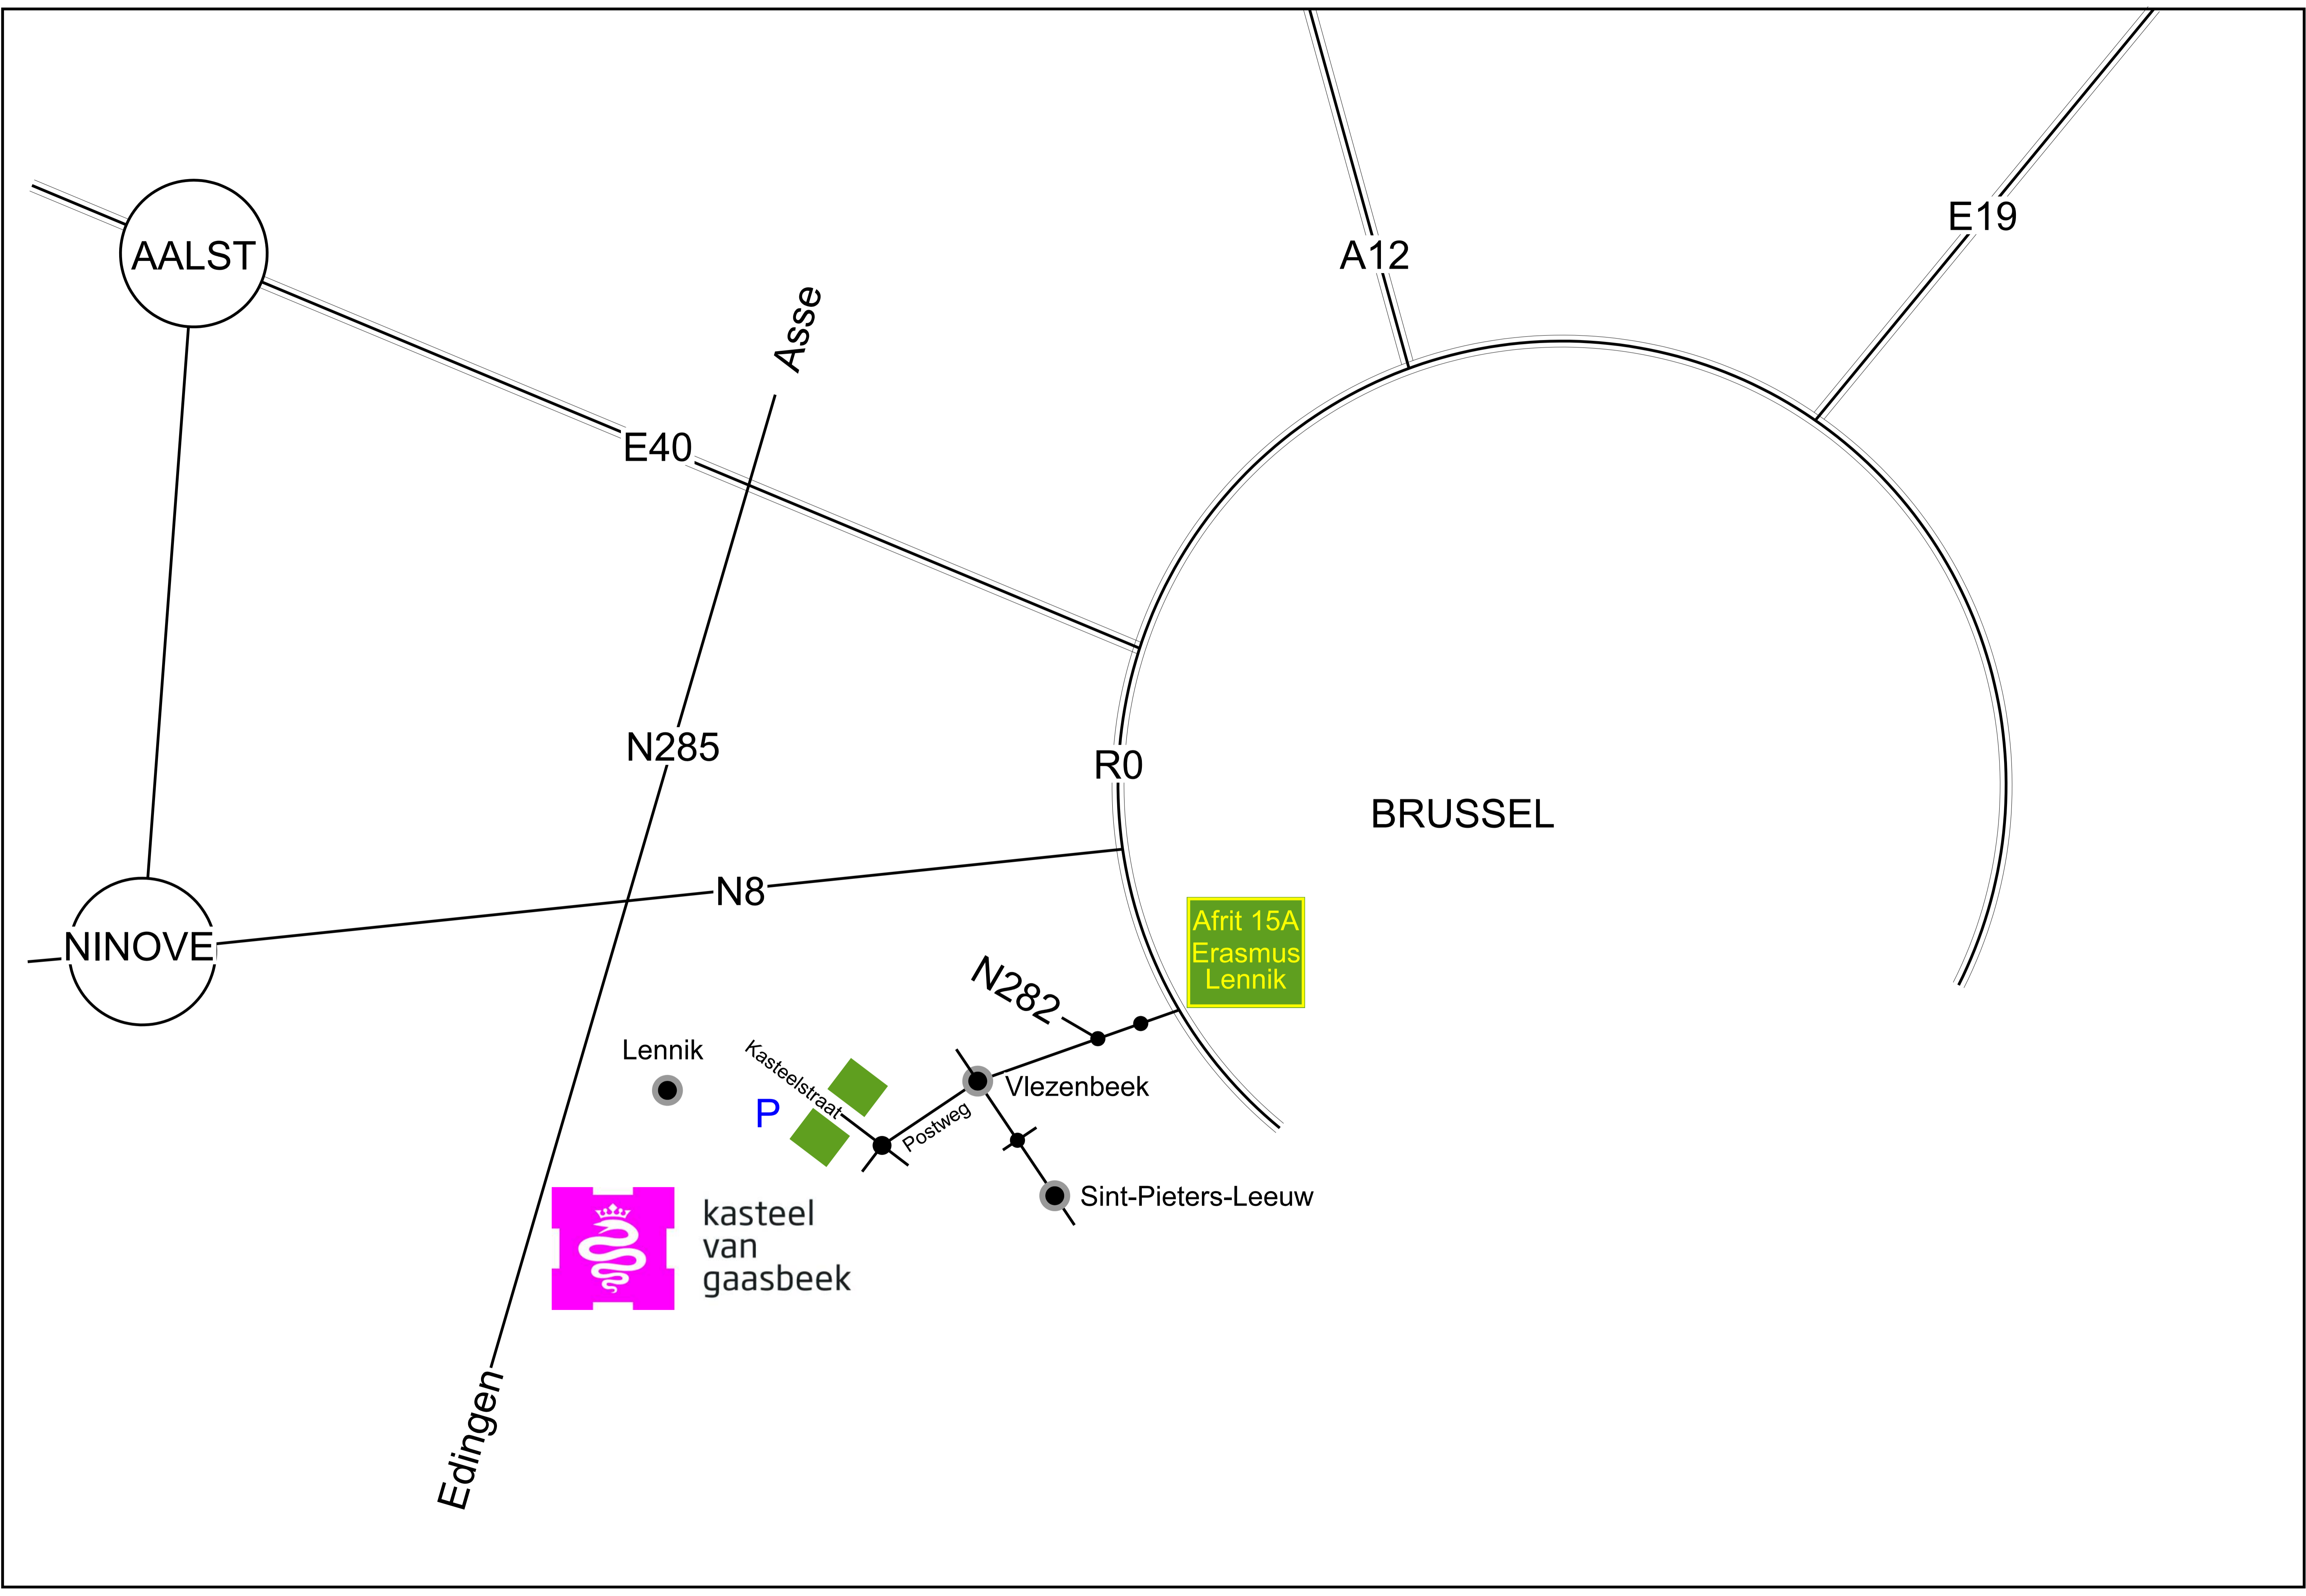 E19
A12
AALST
Asse
E40
N285
R0
BRUSSEL
N8
NINOVE
Afrit 15A
Erasmus
Lennik
N282
Lennik
Kasteelstraat
Vlezenbeek
P
Postweg
Sint-Pieters-Leeuw
kasteel
van
gaasbeek
Edingen